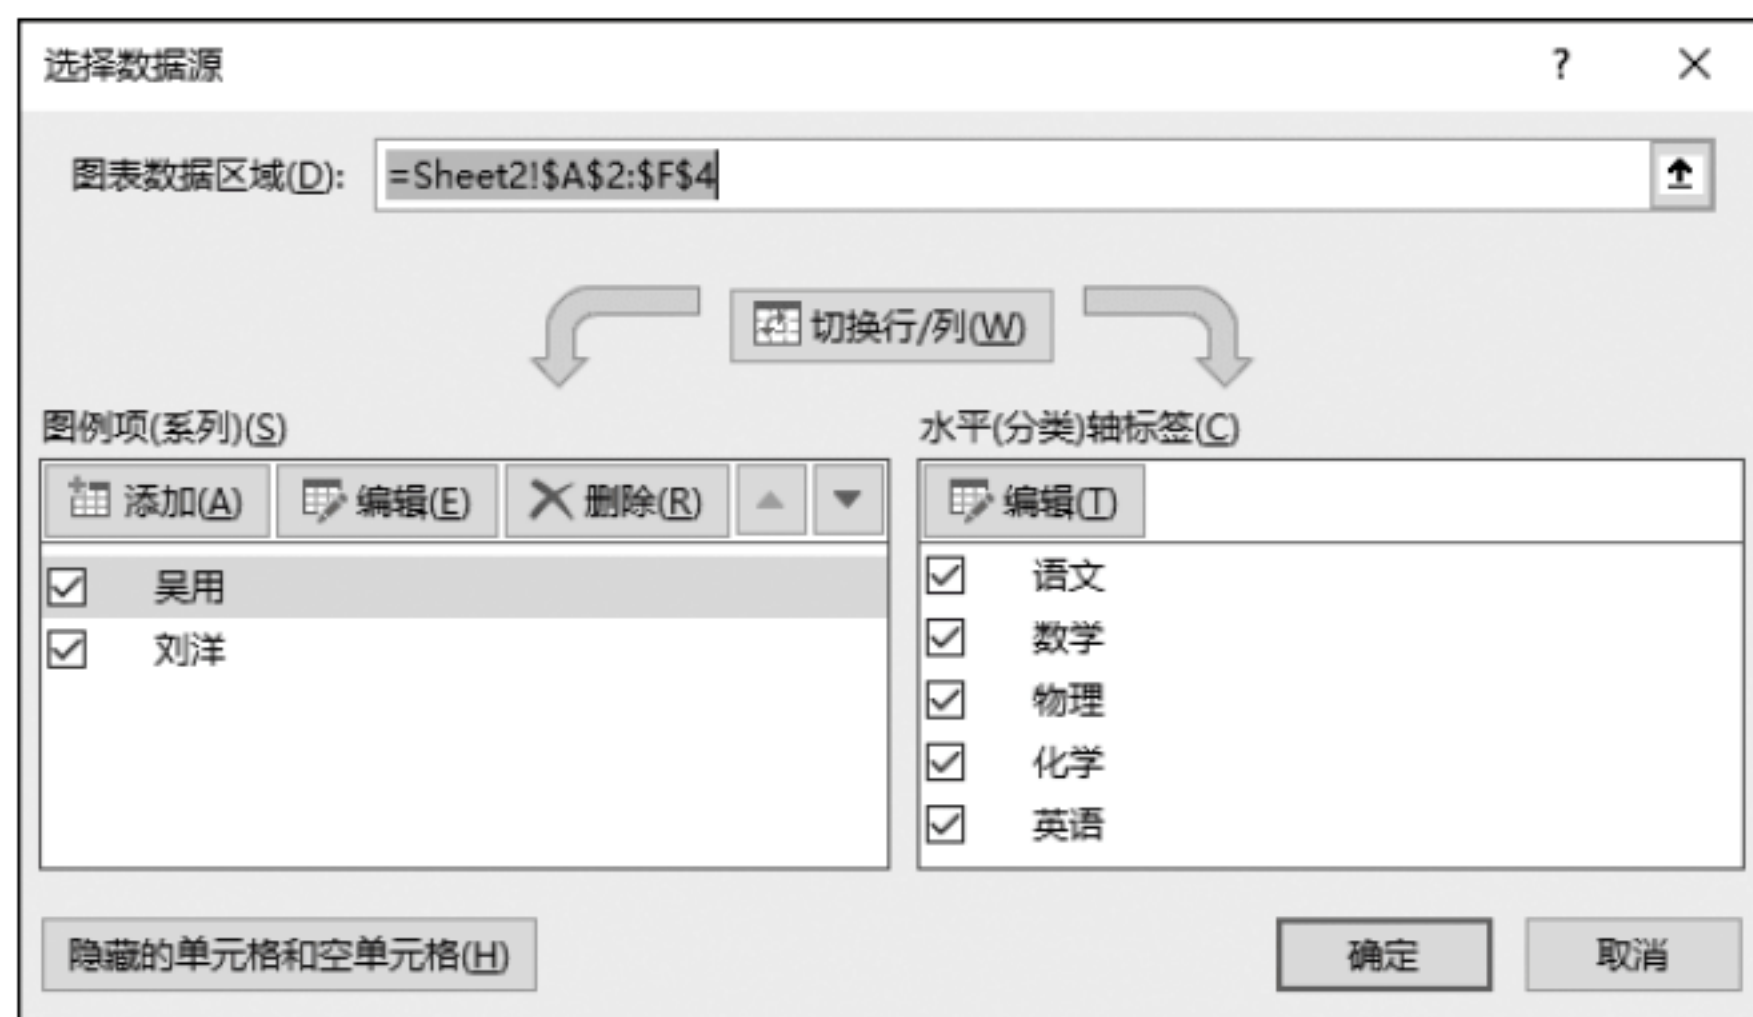 选择数据源
?
图表数据区域(D):
=Sheet2!$A$2:$F$4
切换行/列(W)
图例项(系列)(S)
添加(A)
编辑(E)
删除(R)
吴用
刘洋
水平(分类)轴标签(C)
编辑(T)
语文
数学
物理
化学
英语
隐藏的单元格和空单元格(H)
确定
取消